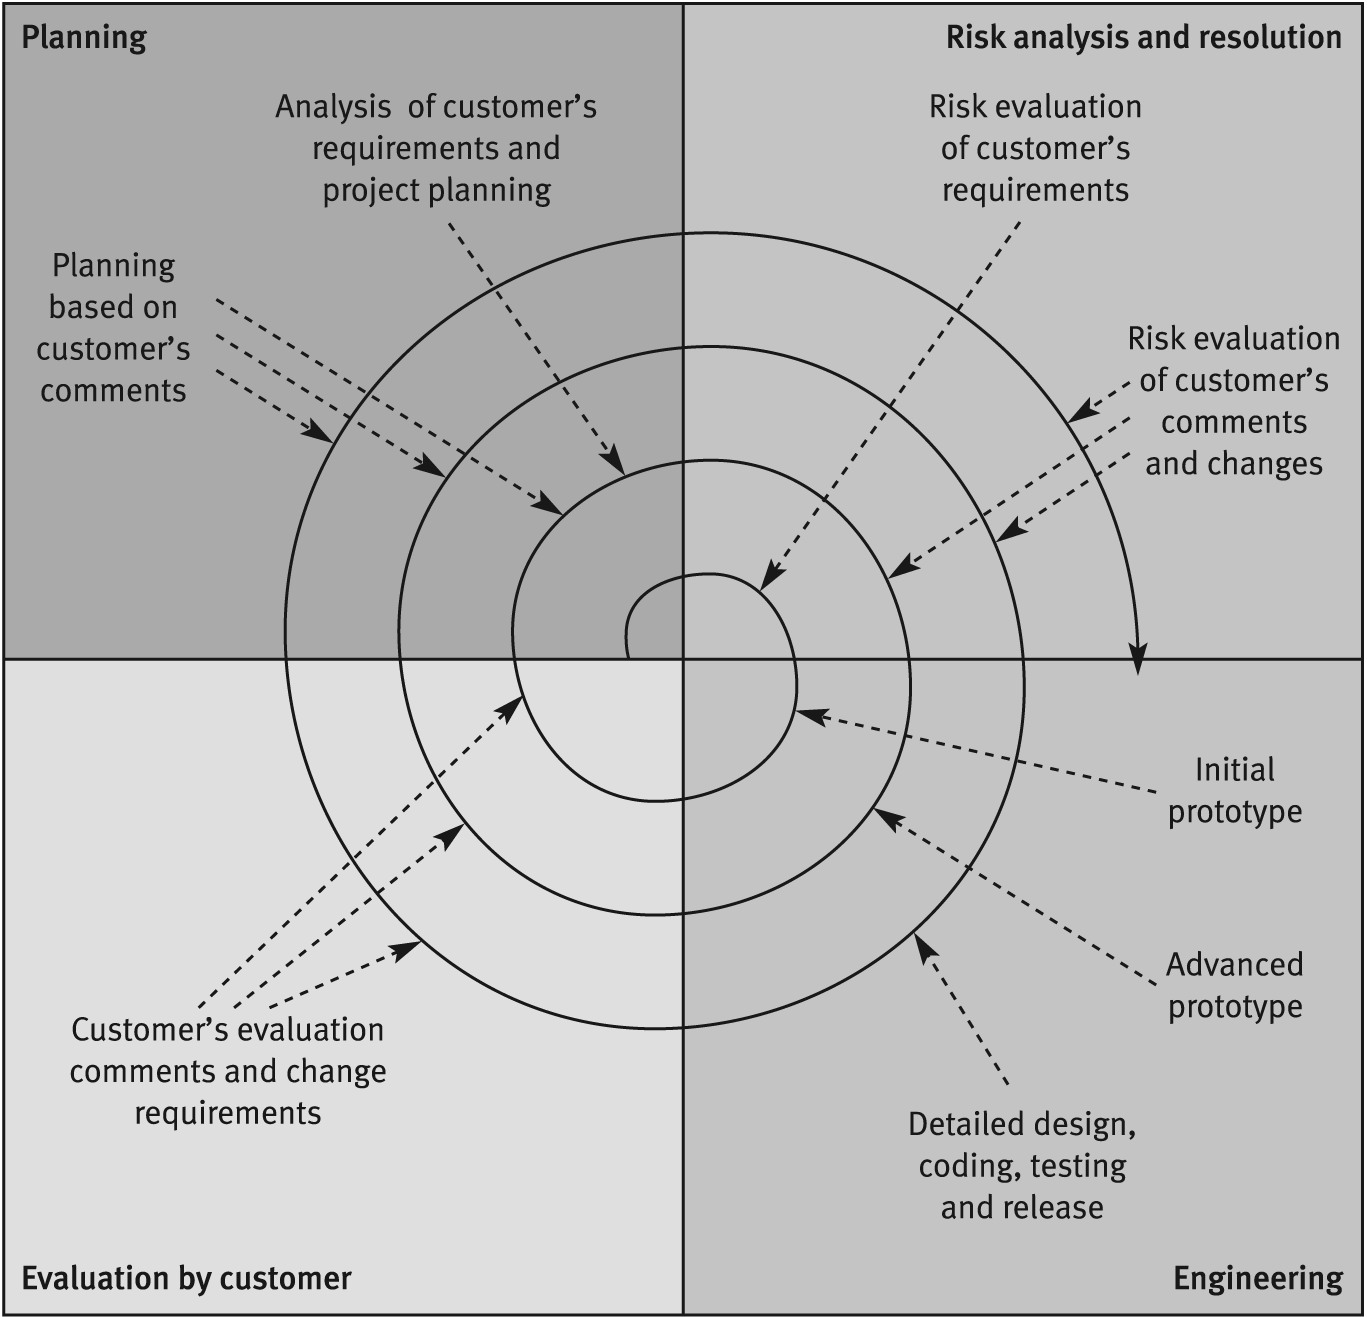 Planning
Risk analysis and resolution
Analysis of customer's
requirements and
project planning
Risk evaluation
of customer's
requirements
Planning
based on
customer's
comments
Risk evaluation
of customer's
comments
and changes
Initial
prototype
Advanced
prototype
Customer's evaluation
comments and change
requirements
Detailed design,
coding, testing
and release
Evaluation by customer
Engineering